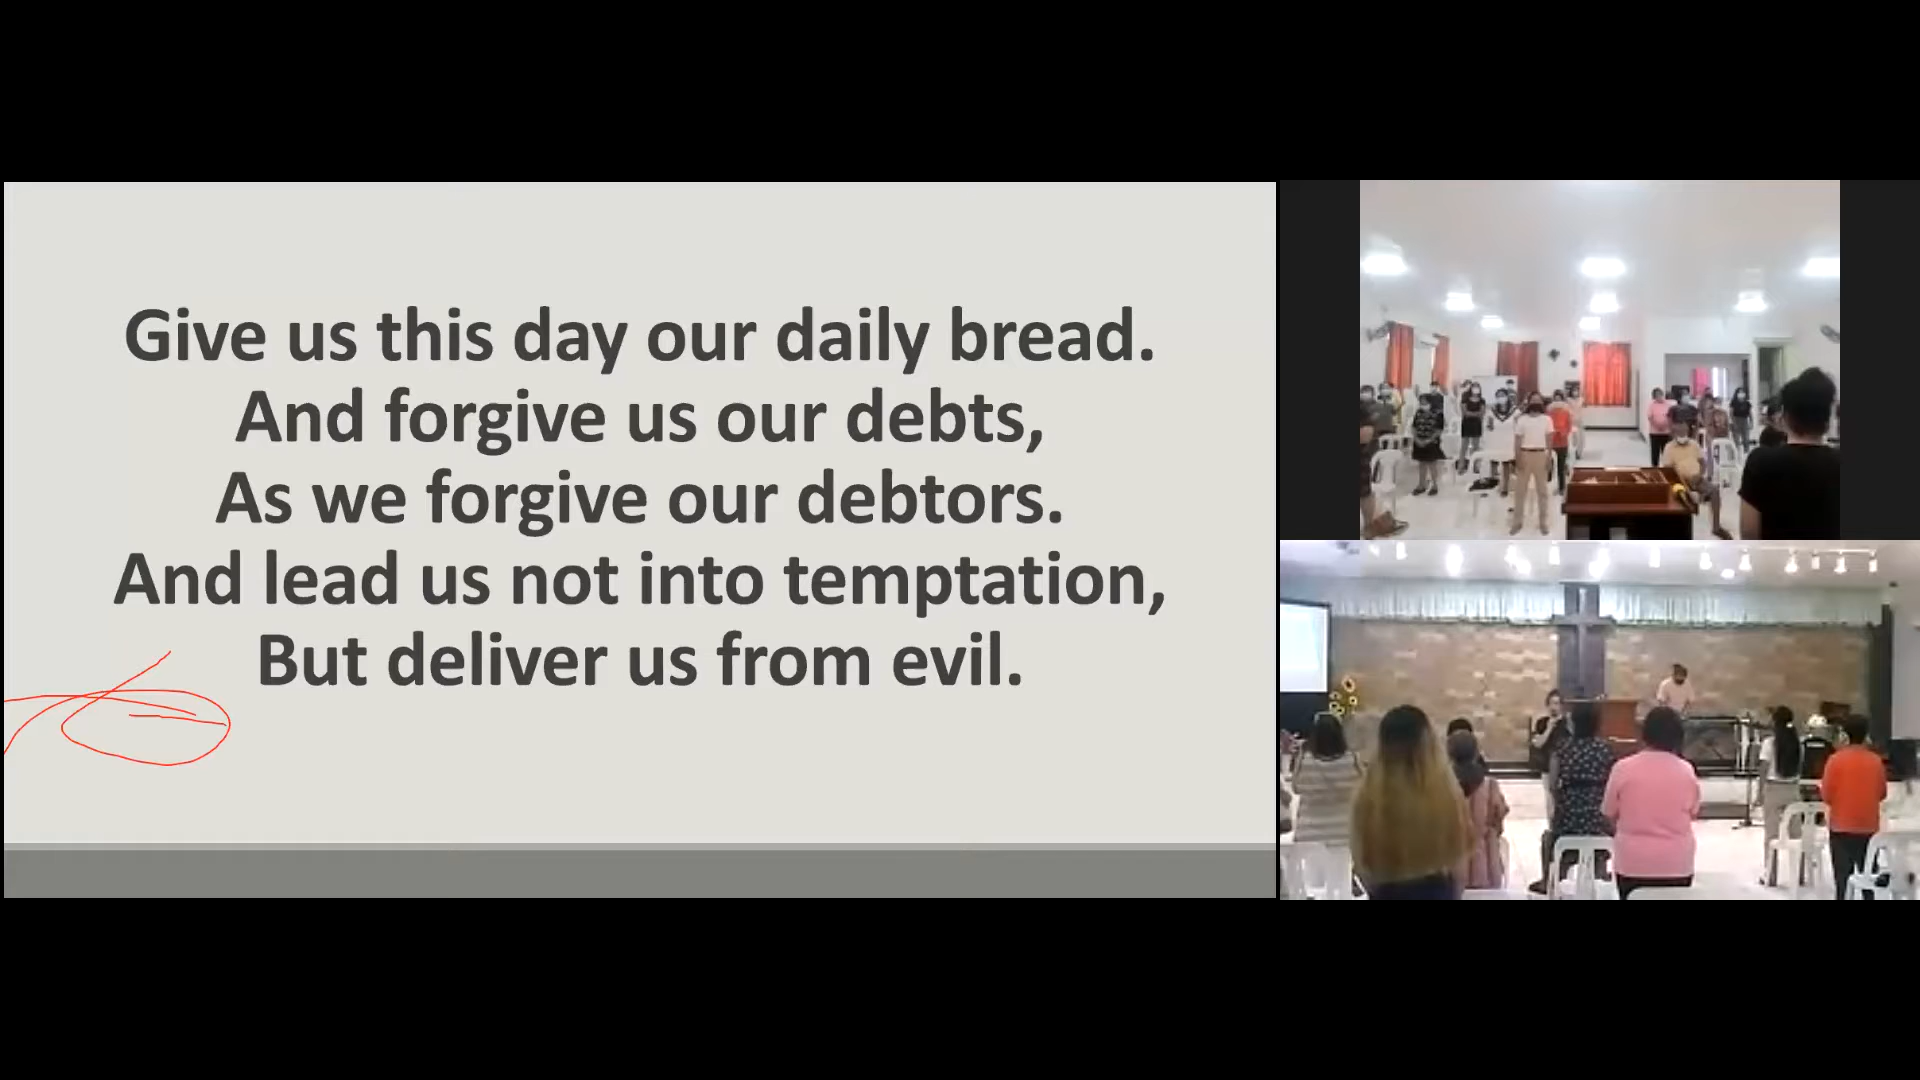 Give us this day our daily bread.
And forgive us our debts,
As we forgive our debtors.
And lead us not into temptation,
But deliver us from evil.